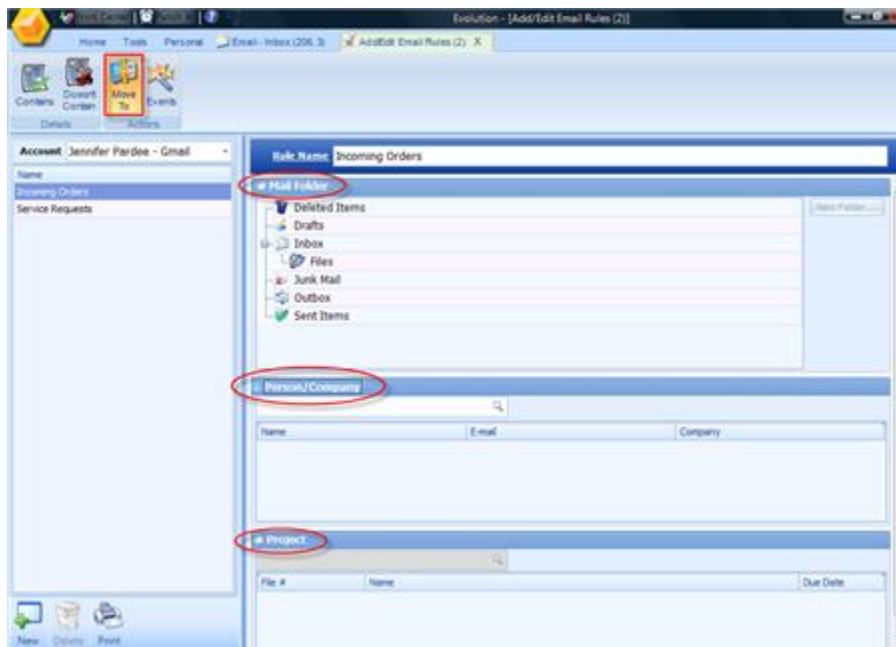 Evolution - [Add/Edit Email Rules (2)]
Home Tools Personal Email - Inbox (206, 3) Add/Edit Email Rules (2) X
Contains
Doesn't Contain
Move To
Events
Details Actions
Account Jennifer Pardee - Gmail
Name
Incoming Orders
Service Requests
New Delete Print
Rule Name Incoming Orders
Mail Folder
Deleted Items
New Folder ...
Drafts
Inbox
Files
Junk Mail
Outbox
Sent Items
Person/Company
Name E-mail Company
Project
File # Name Due Date